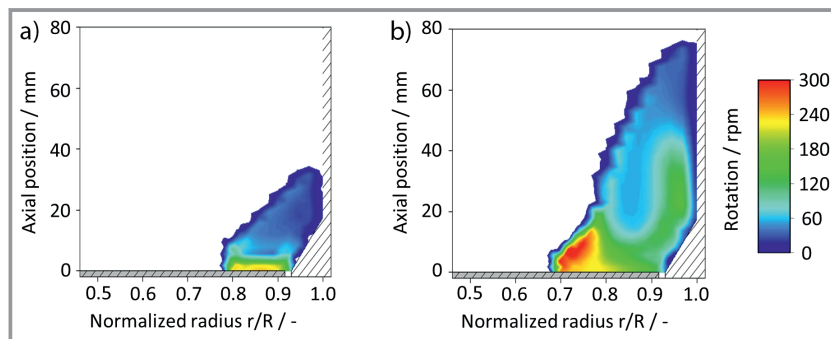 a)
80
60
40
20
0
Axial position / mm
0.5 0.6 0.7 0.8 0.9 1.0
Normalized radius r/R / -
b)
80
60
40
20
0
Axial position / mm
0.5 0.6 0.7 0.8 0.9 1.0
Normalized radius r/R / -
Rotation / rpm
300
240
180
120
60
0